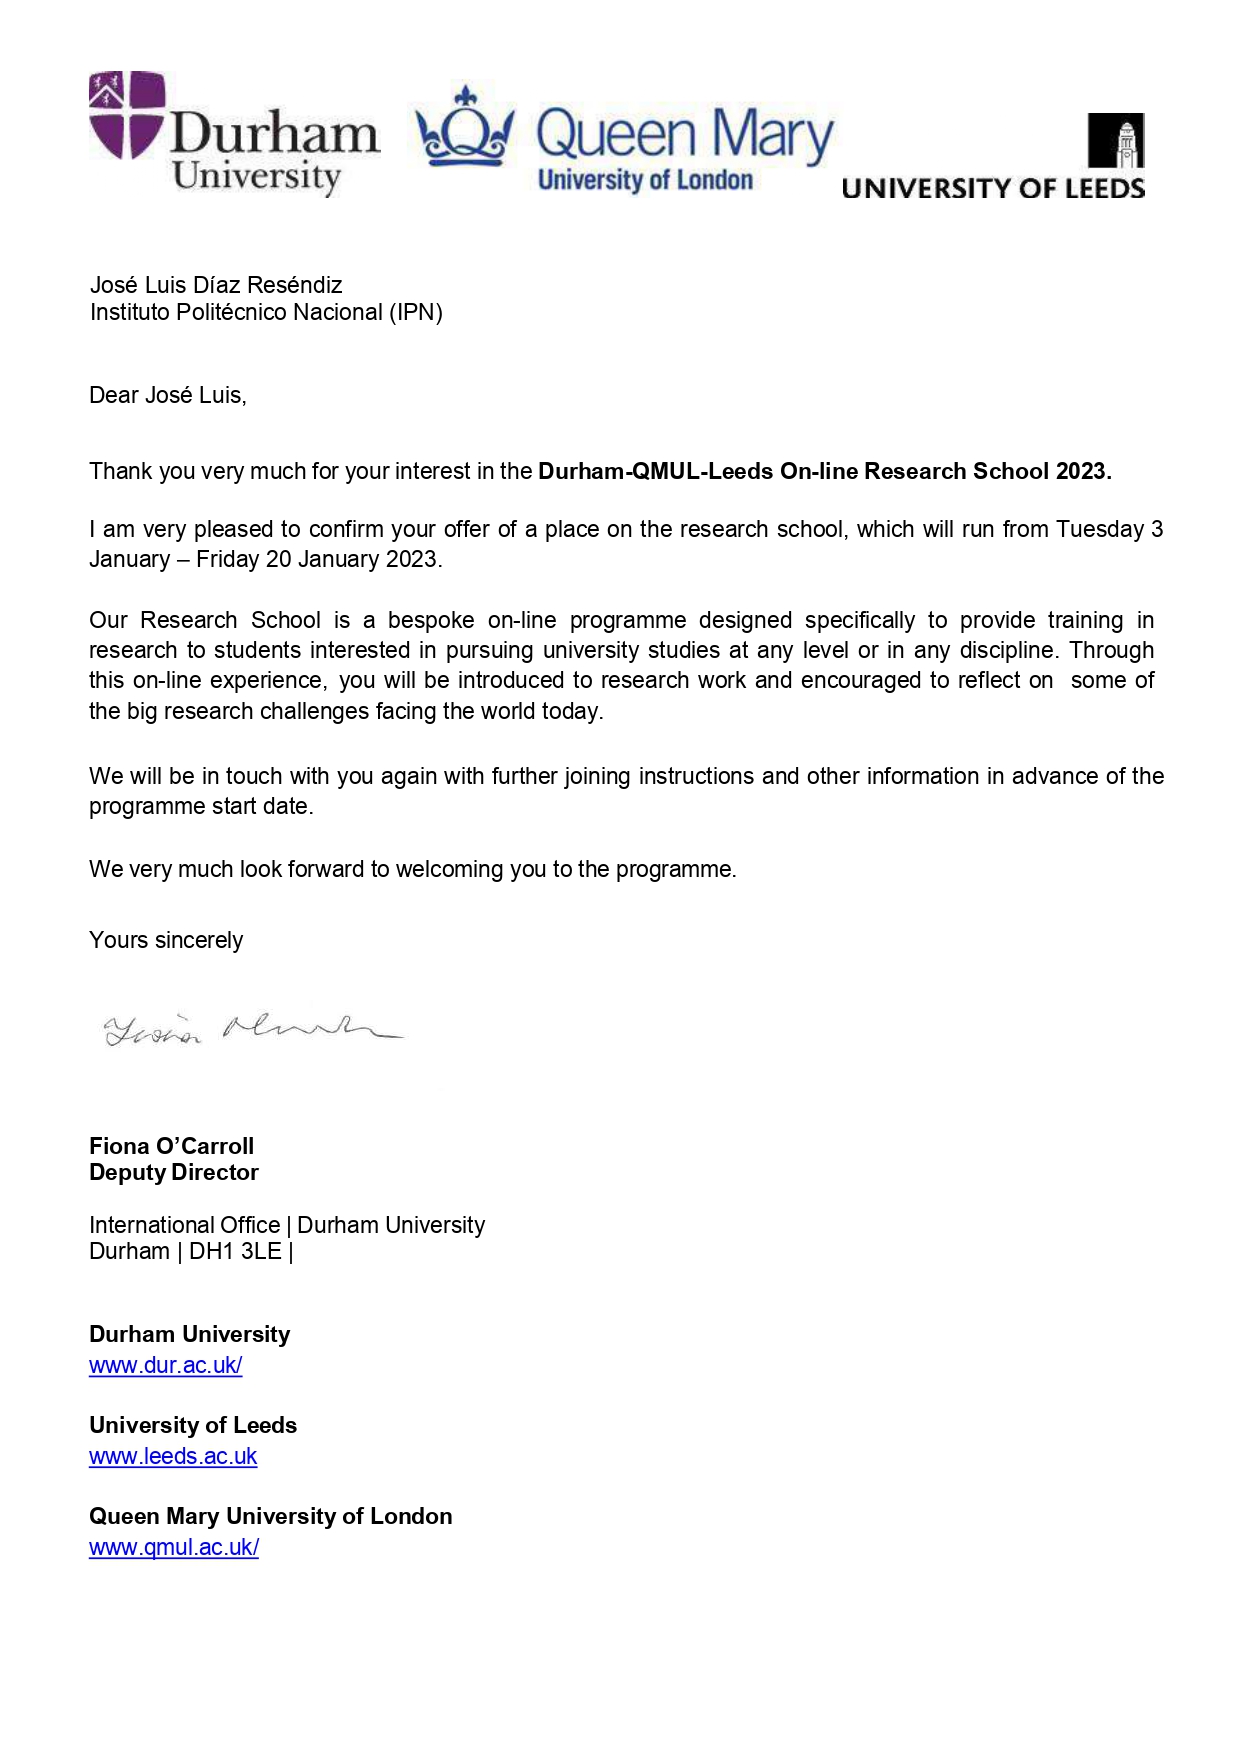 Durham
University
Queen Mary
University of London
UNIVERSITY OF LEEDS
José Luis Díaz Reséndiz
Instituto Politécnico Nacional (IPN)
Dear José Luis,
Thank you very much for your interest in the Durham-QMUL-Leeds On-line Research School 2023.
I am very pleased to confirm your offer of a place on the research school, which will run from Tuesday 3
January – Friday 20 January 2023.
Our Research School is a bespoke on-line programme designed specifically to provide training in
research to students interested in pursuing university studies at any level or in any discipline. Through
this on-line experience, you will be introduced to research work and encouraged to reflect on some of
the big research challenges facing the world today.
We will be in touch with you again with further joining instructions and other information in advance of the
programme start date.
We very much look forward to welcoming you to the programme.
Yours sincerely
Fiona O’Carroll
Deputy Director
International Office | Durham University
Durham | DH1 3LE |
Durham University
www.dur.ac.uk/
University of Leeds
www.leeds.ac.uk
Queen Mary University of London
www.qmul.ac.uk/